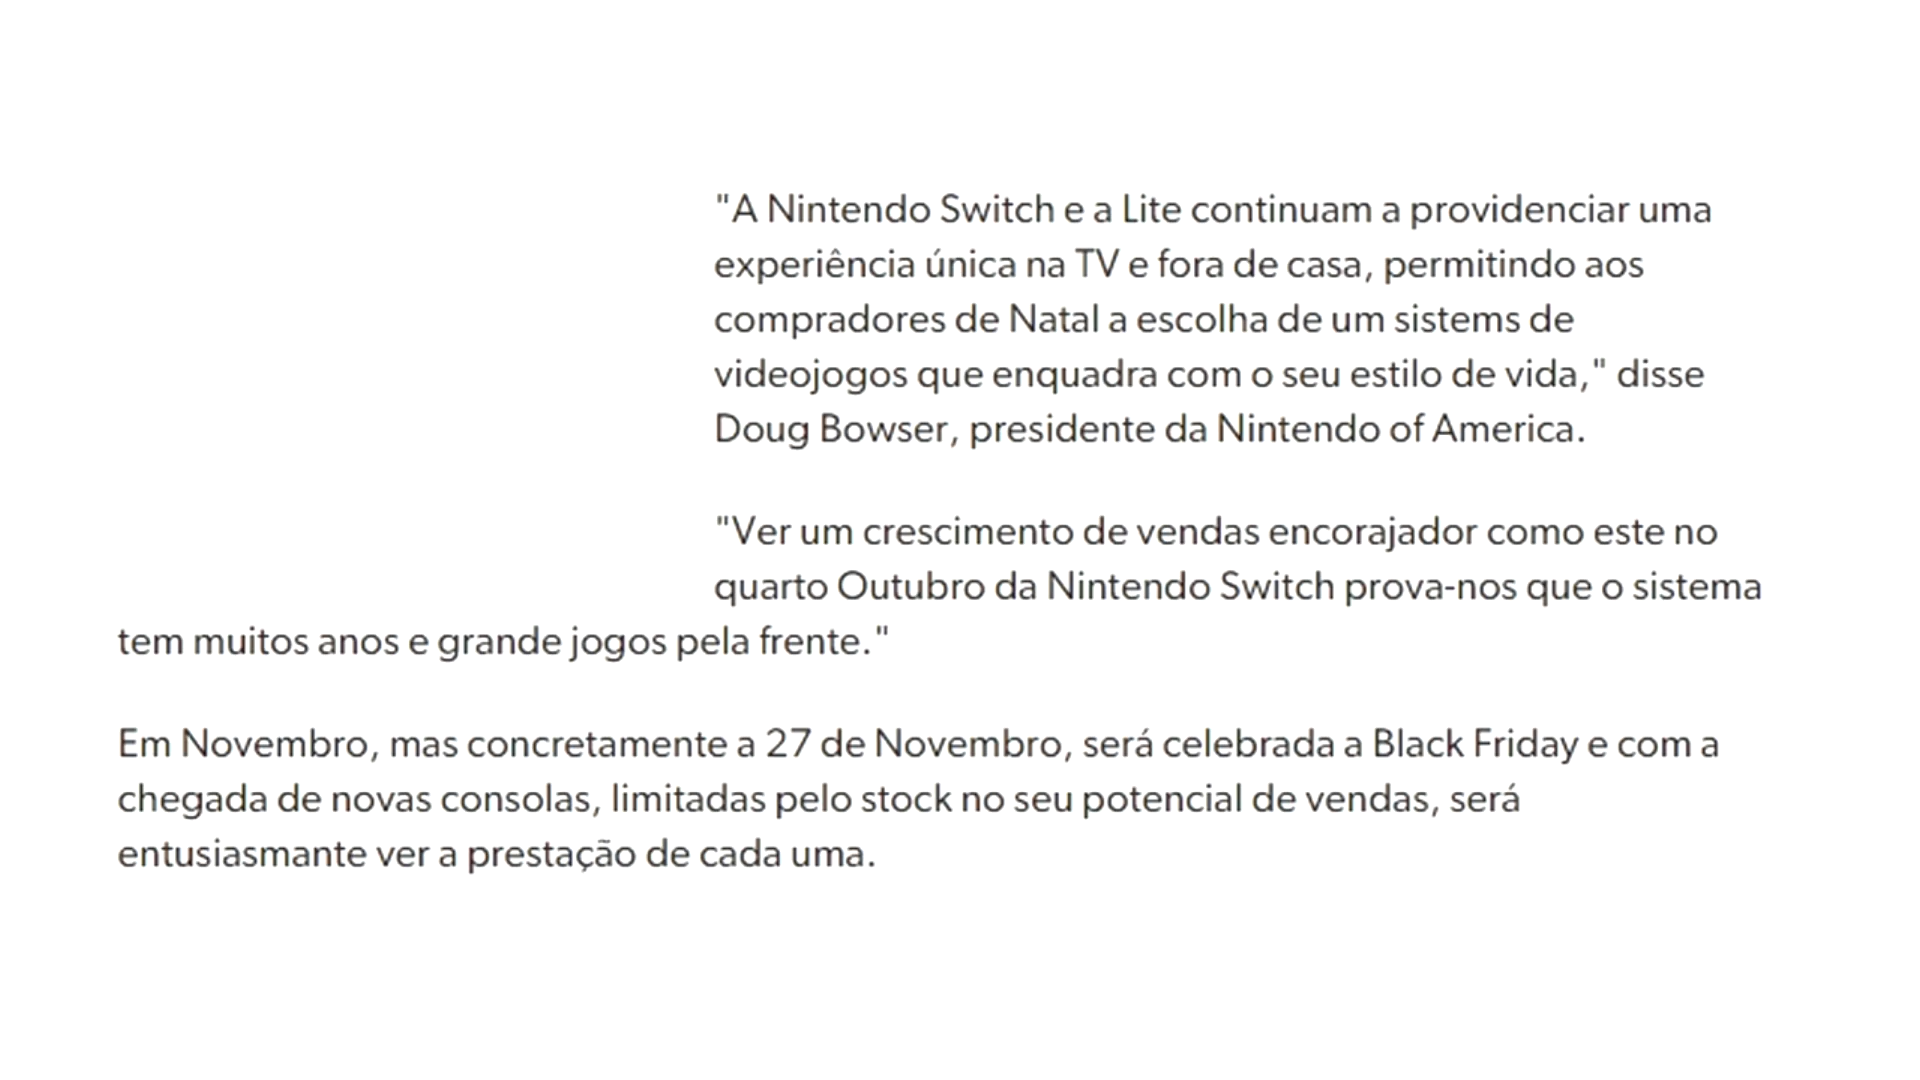 "A Nintendo Switch e a Lite continuam a providenciar uma
experiência única na TV e fora de casa, permitindo aos
compradores de Natal a escolha de um sistems de
videojogos que enquadra com o seu estilo de vida," disse
Doug Bowser, presidente da Nintendo of America.
"Ver um crescimento de vendas encorajador como este no
quarto Outubro da Nintendo Switch prova-nos que o sistema
tem muitos anos e grande jogos pela frente."
Em Novembro, mas concretamente a 27 de Novembro, será celebrada a Black Friday e com a
chegada de novas consolas, limitadas pelo stock no seu potencial de vendas, será
entusiasmante ver a prestação de cada uma.